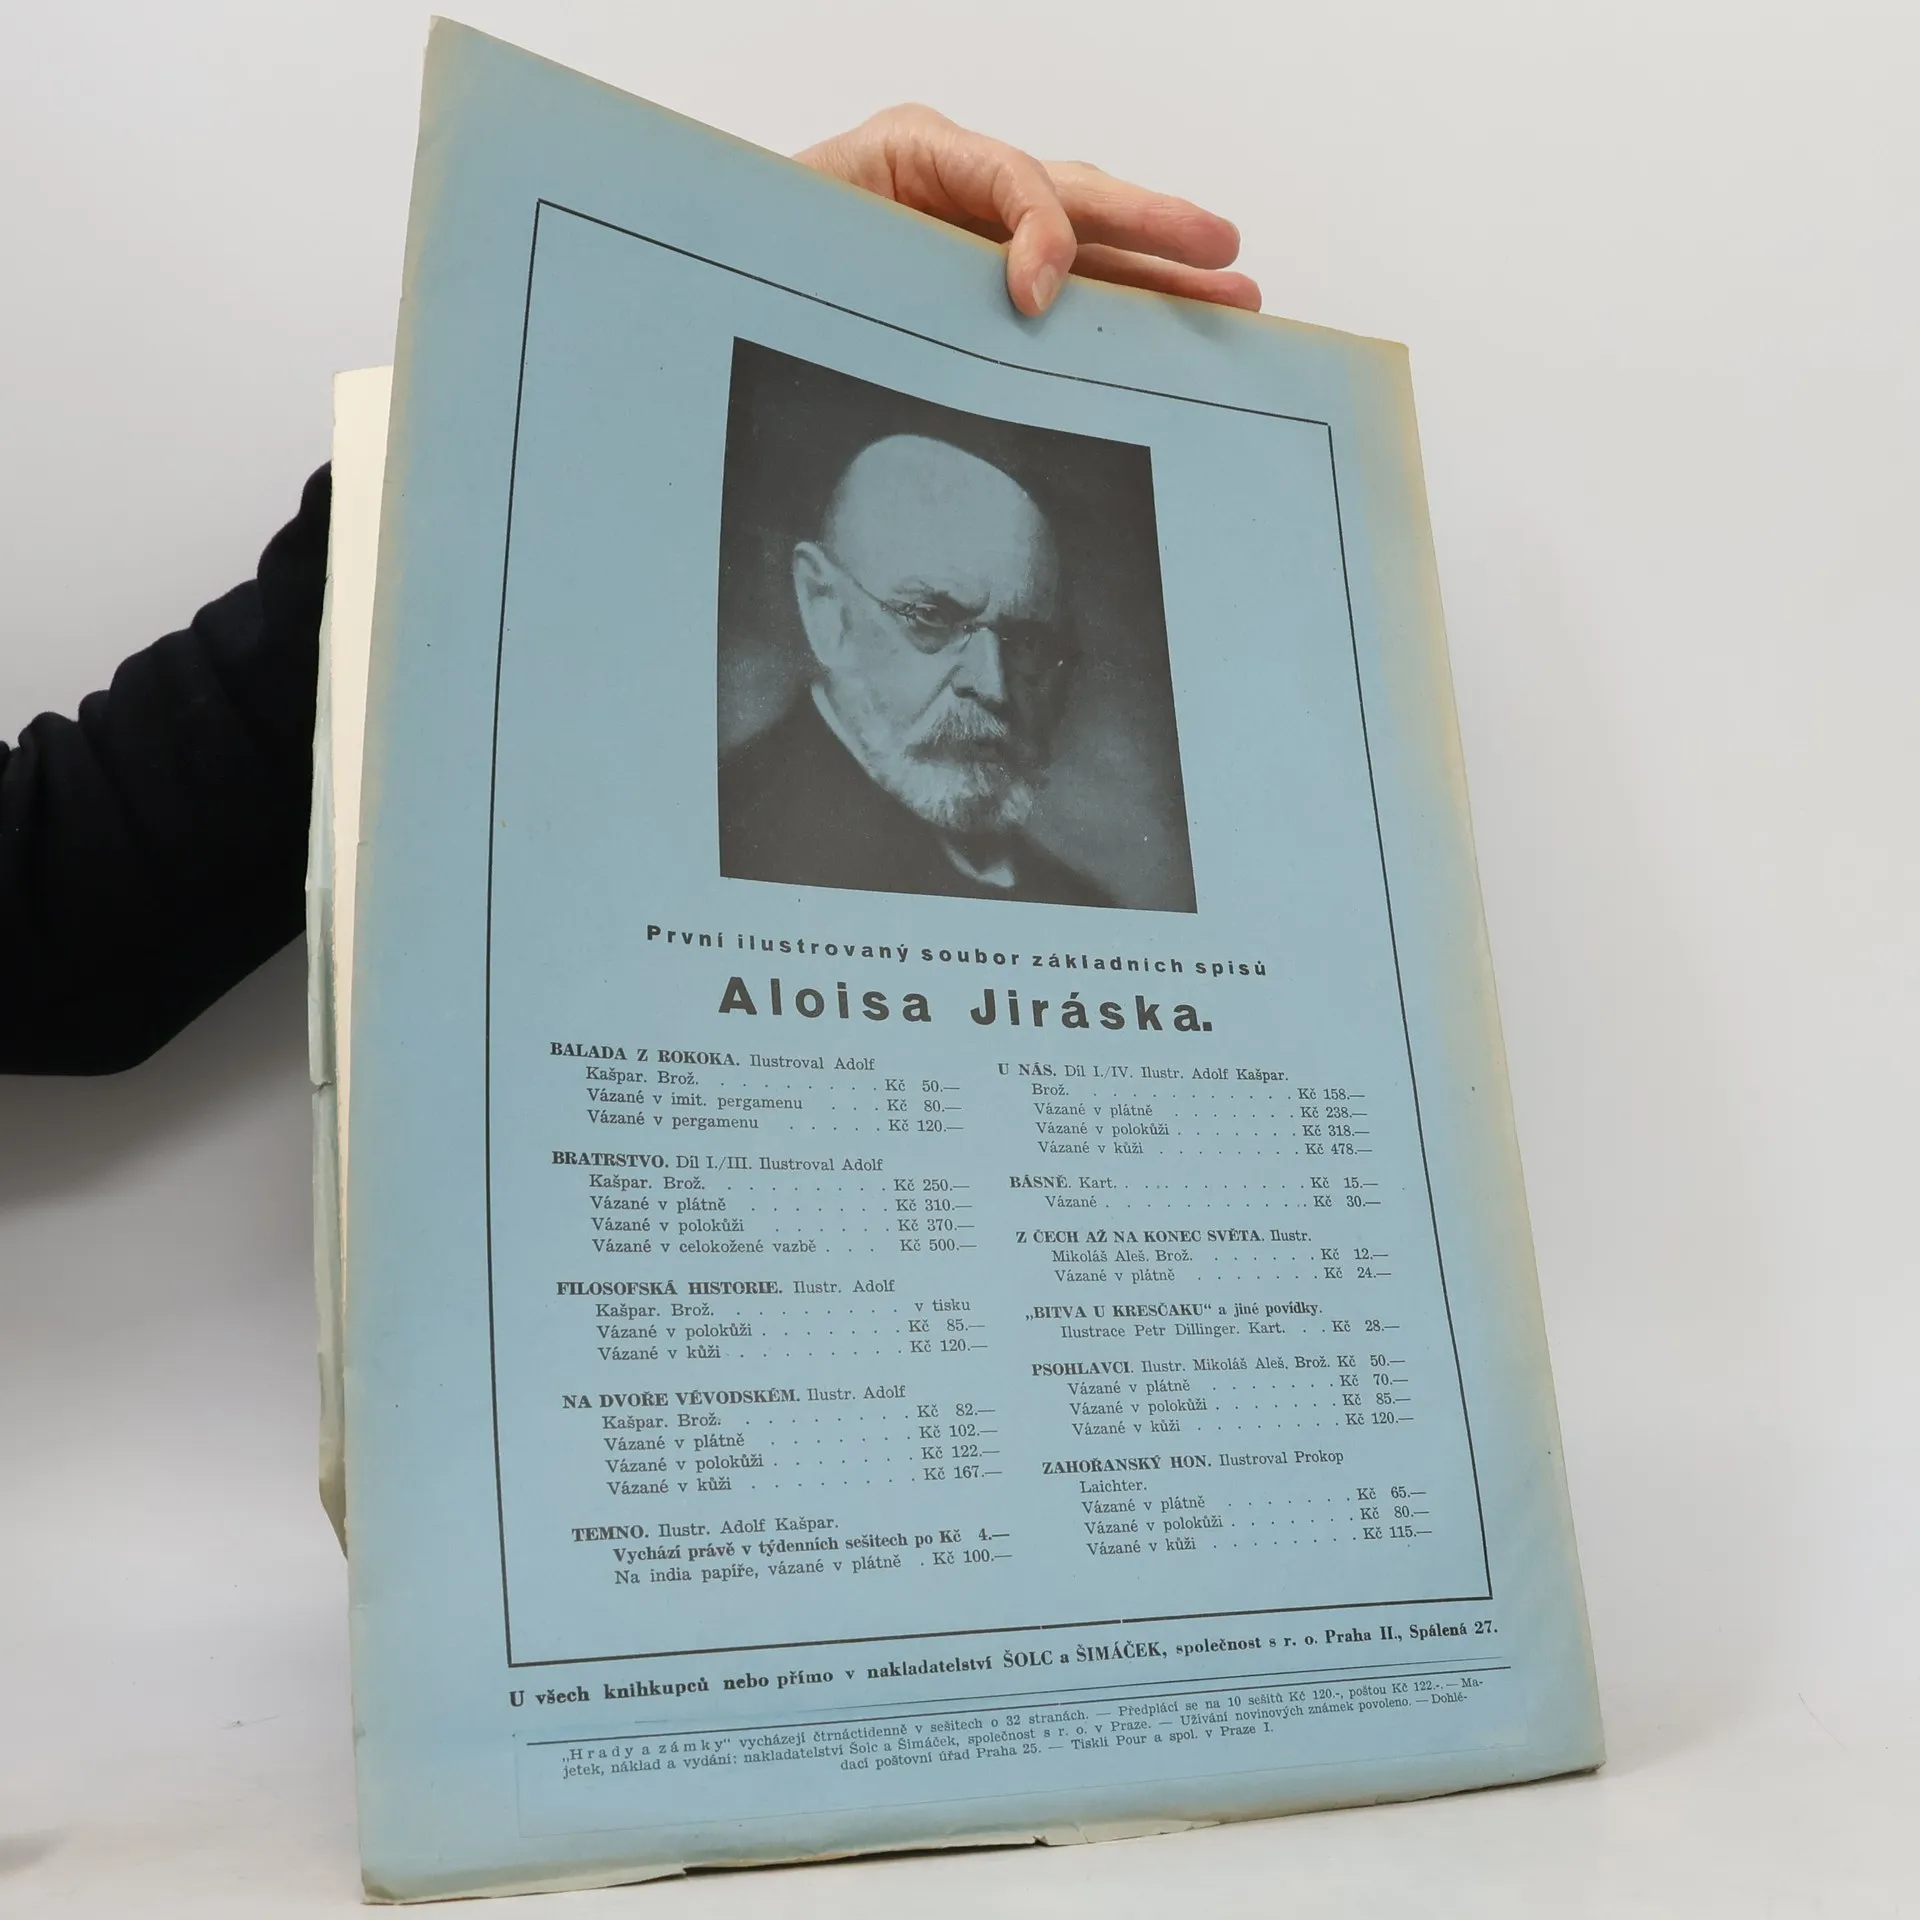 První ilustrovaný soubor základních spisů
Aloisa Jiráska.
BALADA Z ROKOKA. Ilustroval Adolf
Kašpar. Brož. . . . . . . . . Kč 50.—
Vázané v imit. pergamenu . . . Kč 80.—
Vázané v pergamenu . . . . . Kč 120.—
BRATRSTVO. Díl I./III. Ilustroval Adolf
Kašpar. Brož. . . . . . . . . Kč 250.—
Vázané v plátně . . . . . . . Kč 310.—
Vázané v polokůži . . . . . . Kč 370.—
Vázané v celokožené vazbě . . . Kč 500.—
FILOSOFSKÁ HISTORIE. Ilustr. Adolf
Kašpar. Brož. . . . . . . . . v tisku
Vázané v polokůži . . . . . . . Kč 85.—
Vázané v kůži . . . . . . . . Kč 120.—
NA DVOŘE VÉVODSKÉM. Ilustr. Adolf
Kašpar. Brož. . . . . . . . . Kč 82.—
Vázané v plátně . . . . . . . Kč 102.—
Vázané v polokůži . . . . . . . Kč 122.—
Vázané v kůži . . . . . . . . Kč 167.—
TEMNO. Ilustr. Adolf Kašpar.
Vychází právě v týdenních sešitech po Kč 4.—
Na india papíře, vázané v plátně . Kč 100.—
U NÁS. Díl I./IV. Ilustr. Adolf Kašpar.
Brož. . . . . . . . . . . . Kč 158.—
Vázané v plátně . . . . . . . Kč 238.—
Vázané v polokůži . . . . . . . Kč 318.—
Vázané v kůži . . . . . . . . Kč 478.—
BÁSNĚ. Kart. . . . . . . . . . . Kč 15.—
Vázané . . . . . . . . . . . Kč 30.—
Z ČECH AŽ NA KONEC SVĚTA. Ilustr.
Mikoláš Aleš. Brož. . . . . . . Kč 12.—
Vázané v plátně . . . . . . . Kč 24.—
„BITVA U KRESČAKU“ a jiné povídky.
Ilustrace Petr Dillinger. Kart. . . Kč 28.—
PSOHLAVCI. Ilustr. Mikoláš Aleš. Brož. Kč 50.—
Vázané v plátně . . . . . . . Kč 70.—
Vázané v polokůži . . . . . . . Kč 85.—
Vázané v kůži . . . . . . . . Kč 120.—
ZAHOŘANSKÝ HON. Ilustroval Prokop
Laichter.
Vázané v plátně . . . . . . . Kč 65.—
Vázané v polokůži . . . . . . . Kč 80.—
Vázané v kůži . . . . . . . . Kč 115.—
U všech knihkupců nebo přímo v nakladatelství ŠOLC a ŠIMÁČEK, společnost s r. o. Praha II., Spálená 27.
„Hrady a zámky“ vycházejí čtrnáctidenně v sešitech o 32 stranách. — Předplácí se na 10 sešitů Kč 120.-, poštou Kč 122.-. — Ma-
jetek, náklad a vydání: nakladatelství Šolc a Šimáček, společnost s r. o. v Praze. — Užívání novinových známek povoleno. — Dohlé-
dací poštovní úřad Praha 25. — Tiskli Pour a spol. v Praze I.